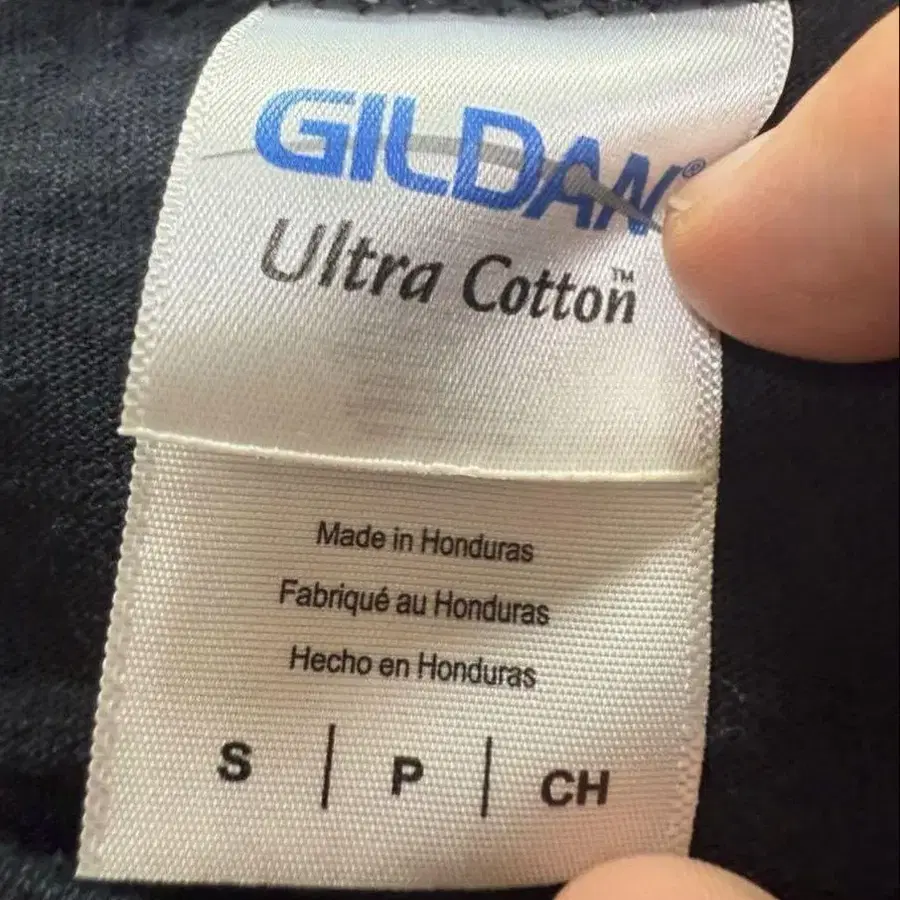 GILDAN®
Ultra Cotton™
Made in Honduras
Fabriqué au Honduras
Hecho en Honduras
S | P | CH